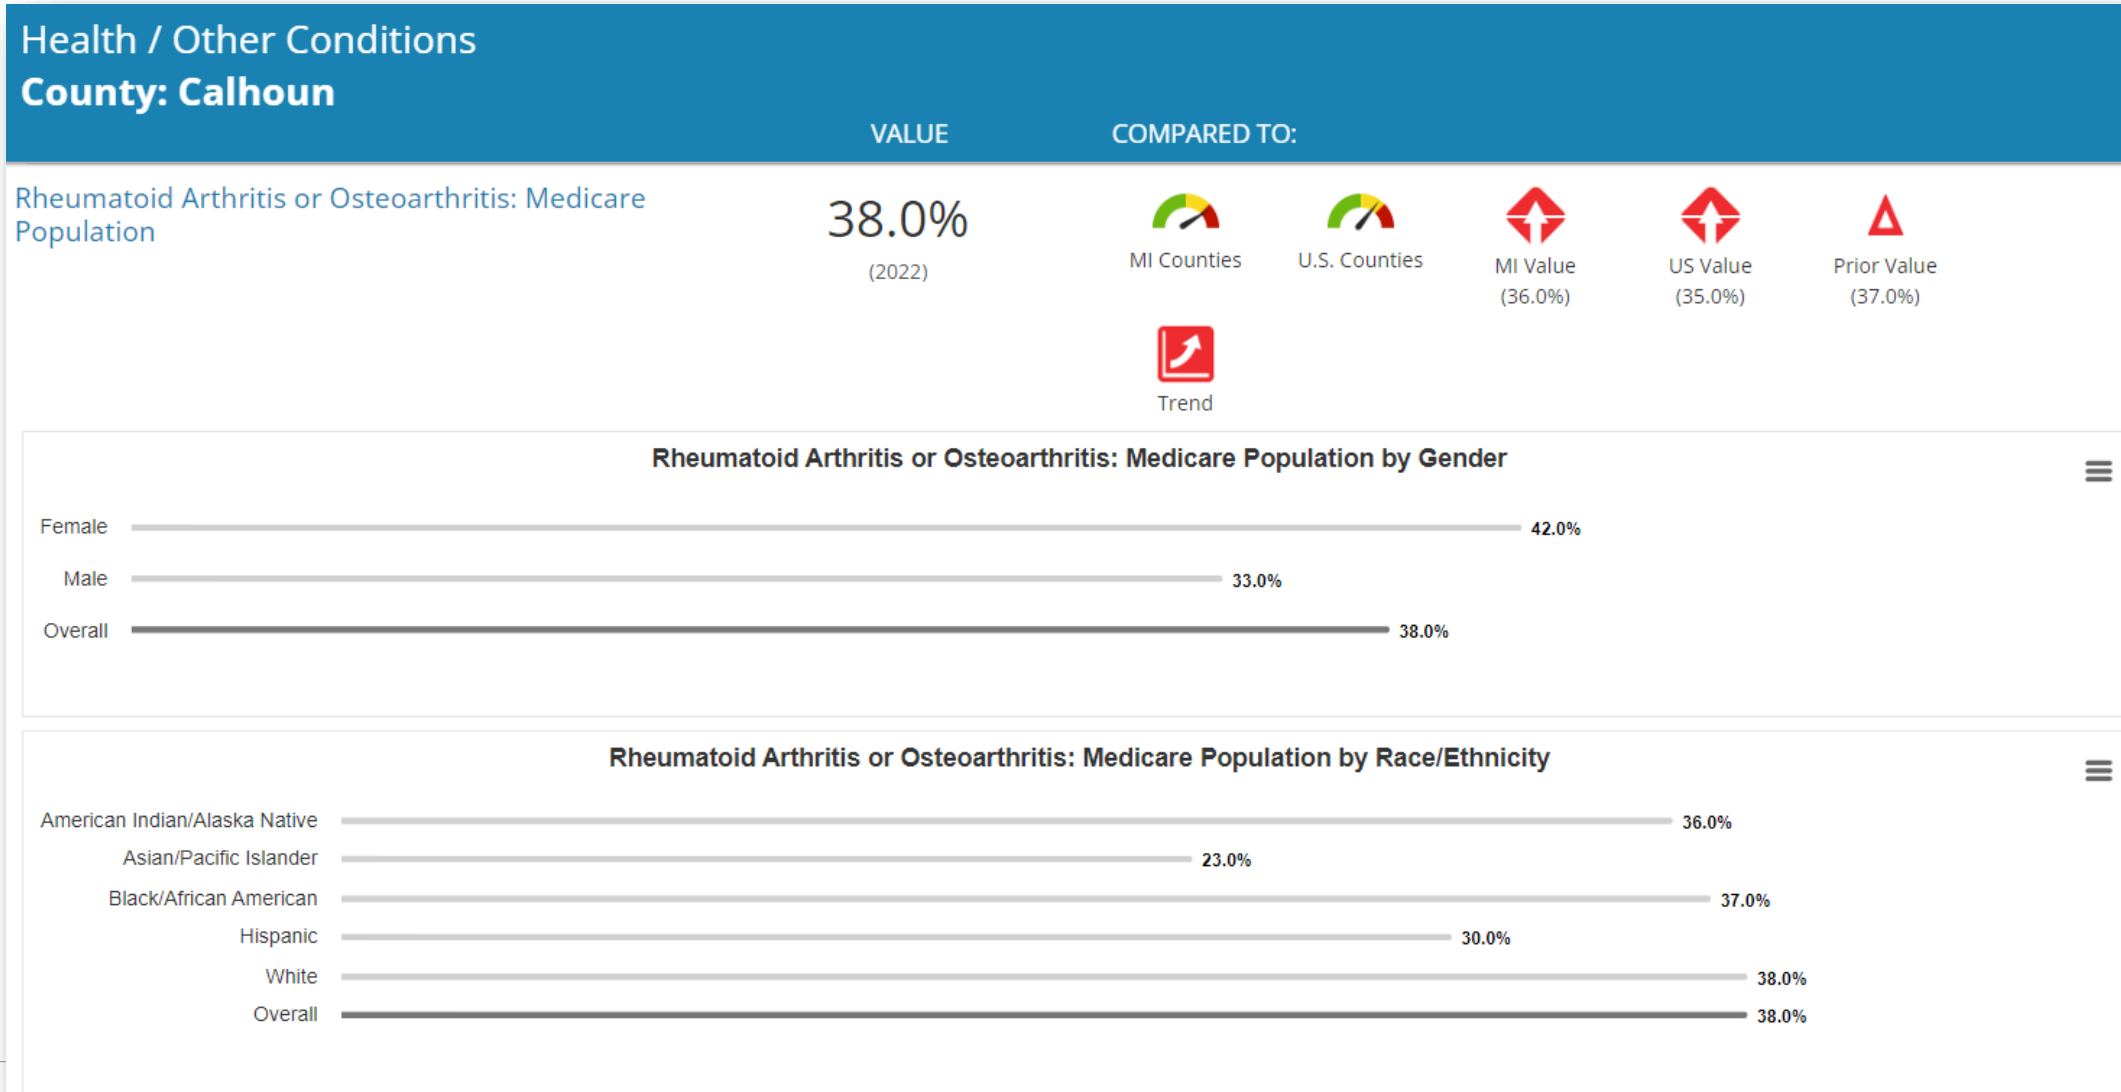 Health / Other Conditions
County: Calhoun
VALUE
COMPARED TO:
Rheumatoid Arthritis or Osteoarthritis: Medicare
Population
38.0%
(2022)
MI Counties
U.S. Counties
MI Value
(36.0%)
US Value
(35.0%)
Prior Value
(37.0%)
Trend
Rheumatoid Arthritis or Osteoarthritis: Medicare Population by Gender
Female 42.0%
Male 33.0%
Overall 38.0%
Rheumatoid Arthritis or Osteoarthritis: Medicare Population by Race/Ethnicity
American Indian/Alaska Native 36.0%
Asian/Pacific Islander 23.0%
Black/African American 37.0%
Hispanic 30.0%
White 38.0%
Overall 38.0%